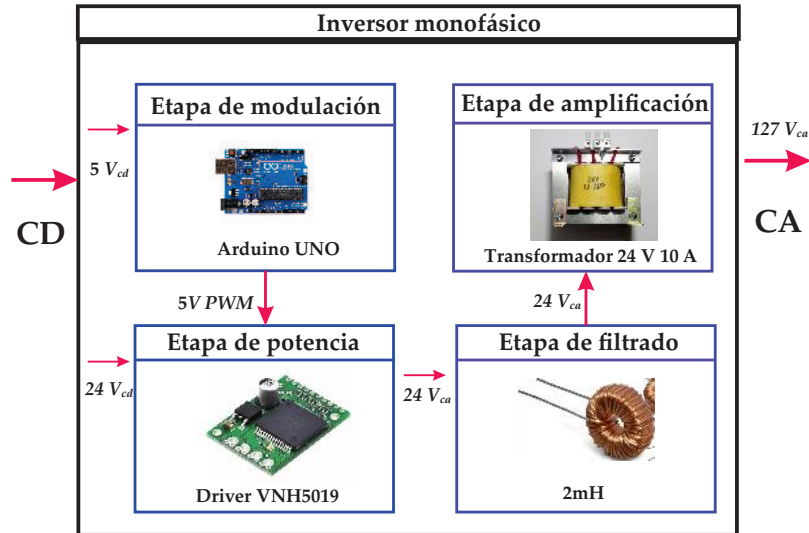 Inversor monofásico
Etapa de modulación
5 Vcd
CD
Arduino UNO
5V PWM
Etapa de potencia
24 Vcd
Driver VNH5019
24 Vca
Etapa de filtrado
2mH
24 Vca
Etapa de amplificación
24V
Transformador 24 V 10 A
127 Vca
CA